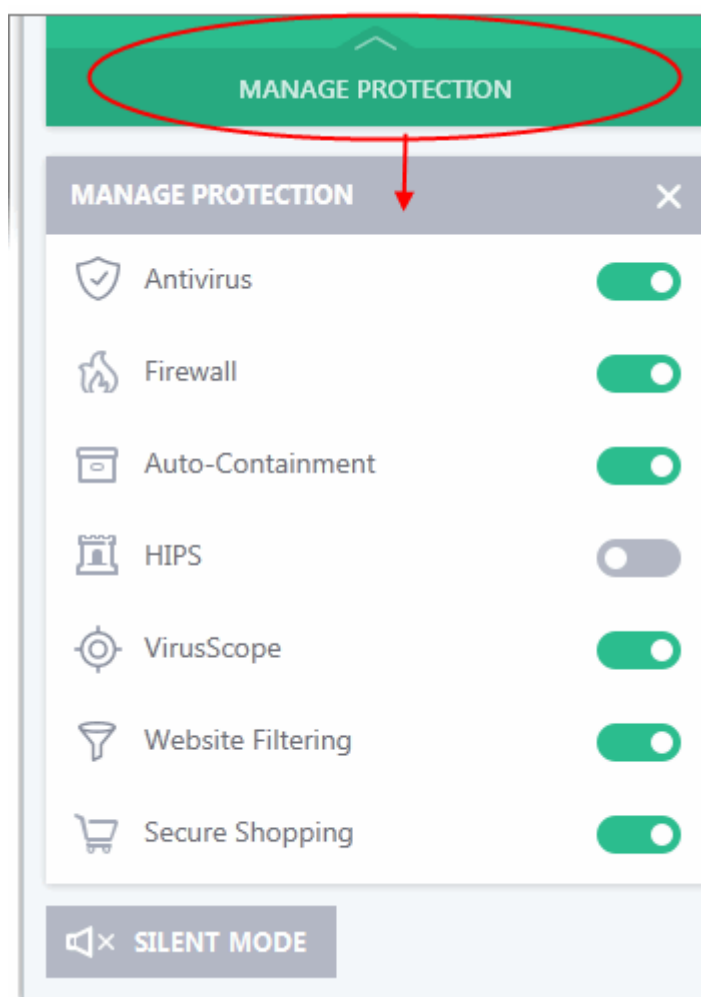 MANAGE PROTECTION
MANAGE PROTECTION
Antivirus
Firewall
Auto-Containment
HIPS
VirusScope
Website Filtering
Secure Shopping
SILENT MODE